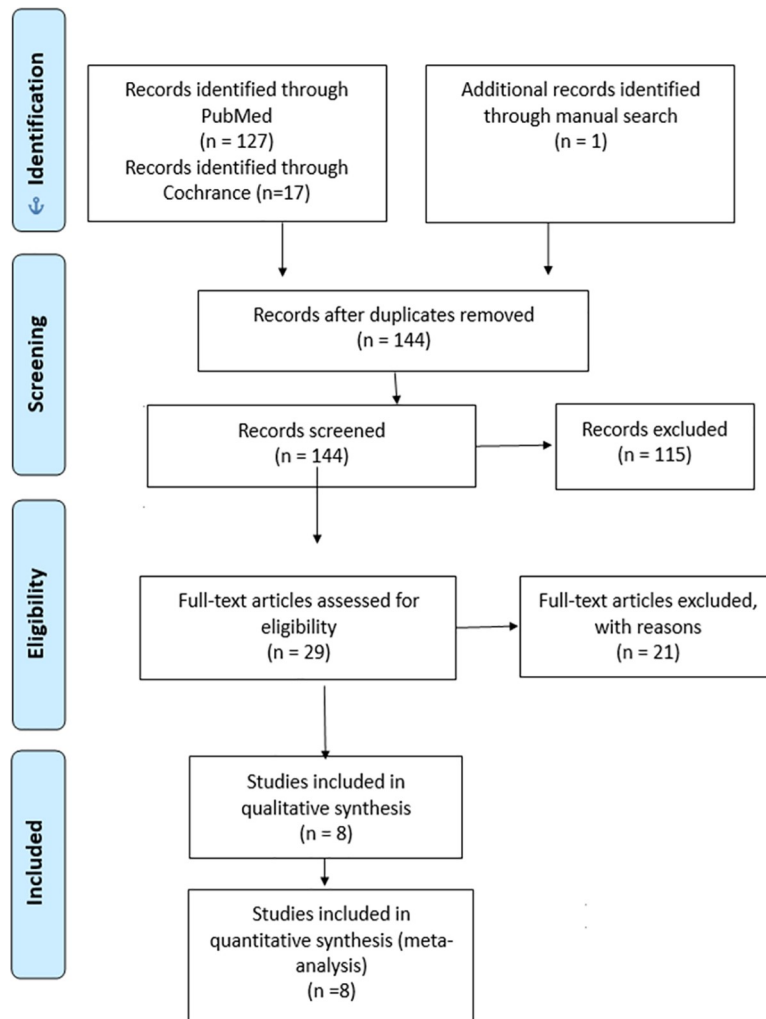 Identification
Records identified through
PubMed
(n = 127)
Records identified through
Cochrance (n=17)
Additional records identified
through manual search
(n = 1)
Screening
Records after duplicates removed
(n = 144)
Records screened
(n = 144)
Records excluded
(n = 115)
Eligibility
Full-text articles assessed for
eligibility
(n = 29)
Full-text articles excluded,
with reasons
(n = 21)
Included
Studies included in
qualitative synthesis
(n = 8)
Studies included in
quantitative synthesis (meta-
analysis)
(n =8)